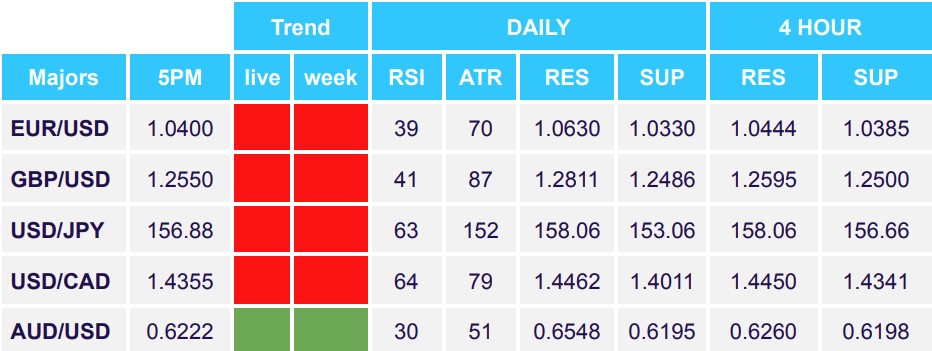 Trend DAILY 4 HOUR
Majors 5PM live week RSI ATR RES SUP RES SUP
EUR/USD 1.0400 39 70 1.0630 1.0330 1.0444 1.0385
GBP/USD 1.2550 41 87 1.2811 1.2486 1.2595 1.2500
USD/JPY 156.88 63 152 158.06 153.06 158.06 156.66
USD/CAD 1.4355 64 79 1.4462 1.4011 1.4450 1.4341
AUD/USD 0.6222 30 51 0.6548 0.6195 0.6260 0.6198